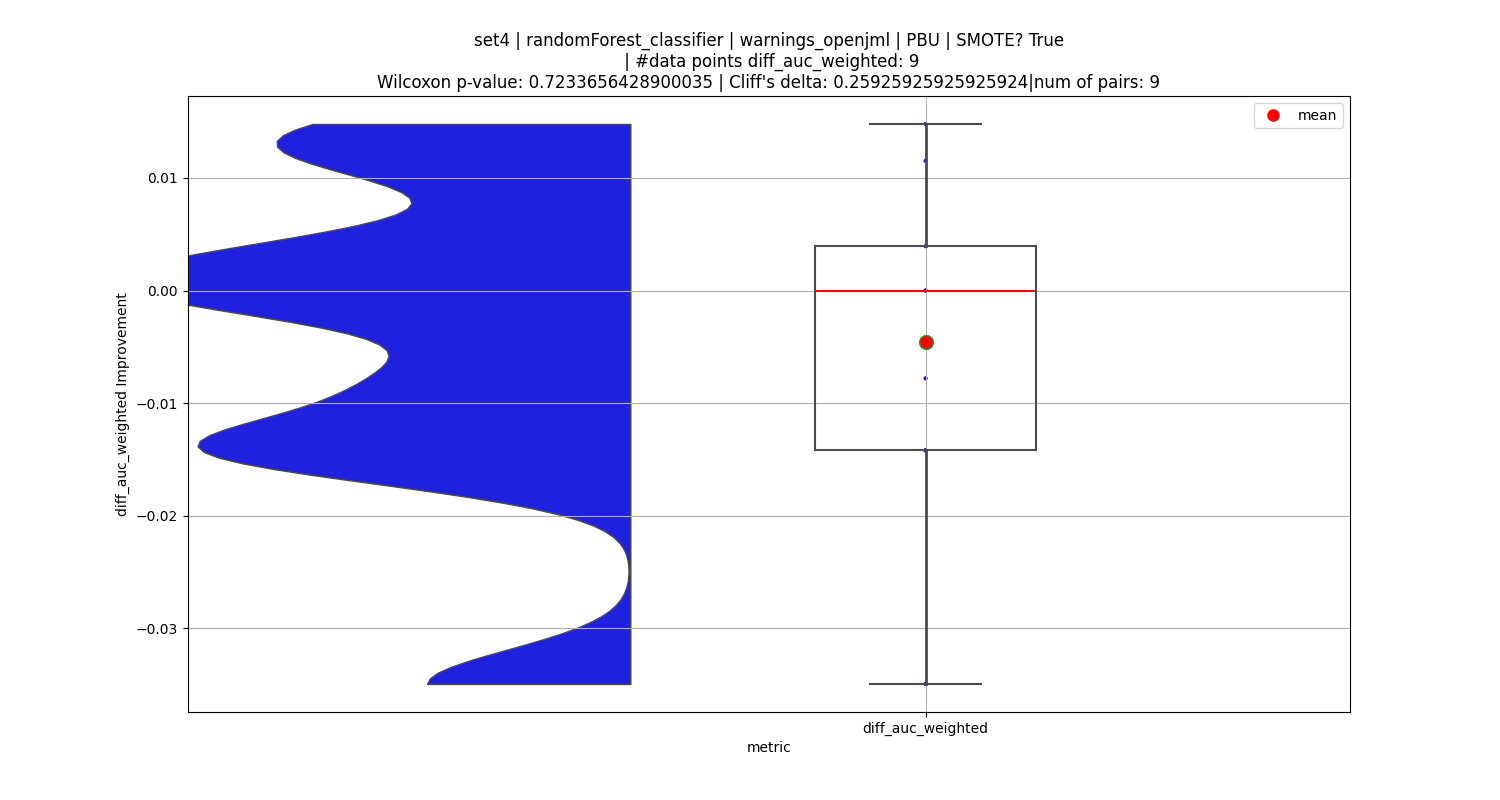 set4 | randomForest_classifier | warnings_openjml | PBU | SMOTE? True
| #data points diff_auc_weighted: 9
Wilcoxon p-value: 0.7233656428900035 | Cliff's delta: 0.25925925925925924|num of pairs: 9
mean
0.01
0.00
−0.01
−0.02
−0.03
diff_auc_weighted Improvement
diff_auc_weighted
metric